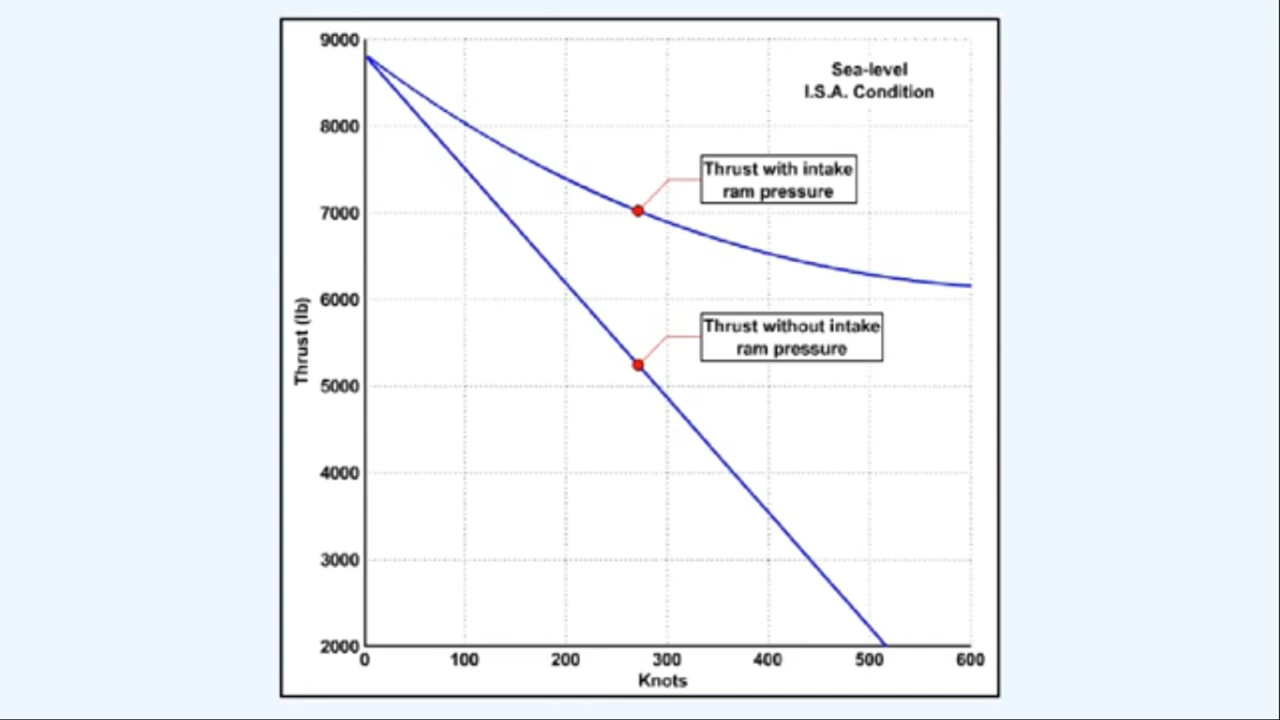 9000
Sea-level
I.S.A. Condition
8000
Thrust with intake
ram pressure
7000
6000
Thrust without intake
ram pressure
Thrust (lb)
5000
4000
3000
2000
0 100 200 300 400 500 600
Knots